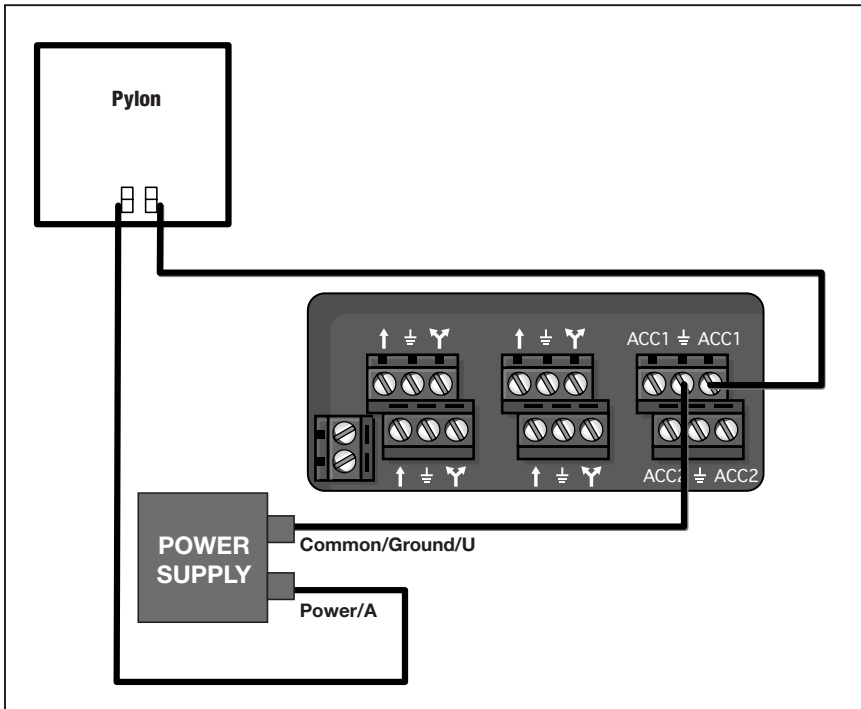 Pylon
ACC1 ACC1
ACC2 ACC2
POWER
SUPPLY
Common/Ground/U
Power/A